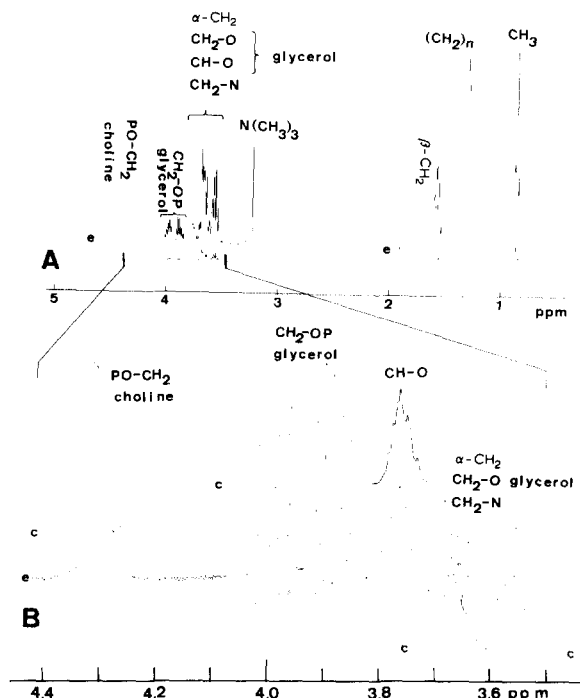 α-CH2
CH2-O
CH-O
glycerol
CH2-N
(CH2)n
CH3
N(CH3)3
PO-CH2
choline
CH2-OP
glycerol
β-CH2
e
e
A
5
4
3
2
1
ppm
CH2-OP
glycerol
PO-CH2
choline
CH-O
α-CH2
CH2-O glycerol
CH2-N
c
c
e
B
c
c
4.4
4.2
4.0
3.8
3.6 ppm